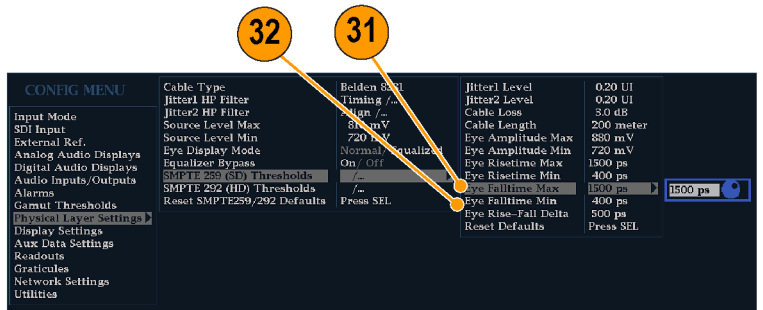 32
31
CONFIG MENU
Input Mode
SDI Input
External Ref.
Analog Audio Displays
Digital Audio Displays
Audio Inputs/Outputs
Alarms
Gamut Thresholds
Physical Layer Settings
Display Settings
Aux Data Settings
Readouts
Graticules
Network Settings
Utilities
Cable Type Belden
Jitter1 HP Filter Timing /...
Jitter2 HP Filter Align /...
Source Level Max mV
Source Level Min 720 mV
Eye Display Mode Normal/ Equalized
Equalizer Bypass On/ Off
SMPTE 259 (SD) Thresholds /...
SMPTE 292 (HD) Thresholds /...
Reset SMPTE259/292 Defaults Press SEL
Jitter1 Level 0.20 UI
Jitter2 Level 0.20 UI
Cable Loss 3.0 dB
Cable Length 200 meter
Eye Amplitude Max 880 mV
Eye Amplitude Min 720 mV
Eye Risetime Max 1500 ps
Eye Risetime Min 400 ps
Eye Falltime Max 1500 ps
Eye Falltime Min 400 ps
Eye Rise-Fall Delta 500 ps
Reset Defaults Press SEL
1500 ps